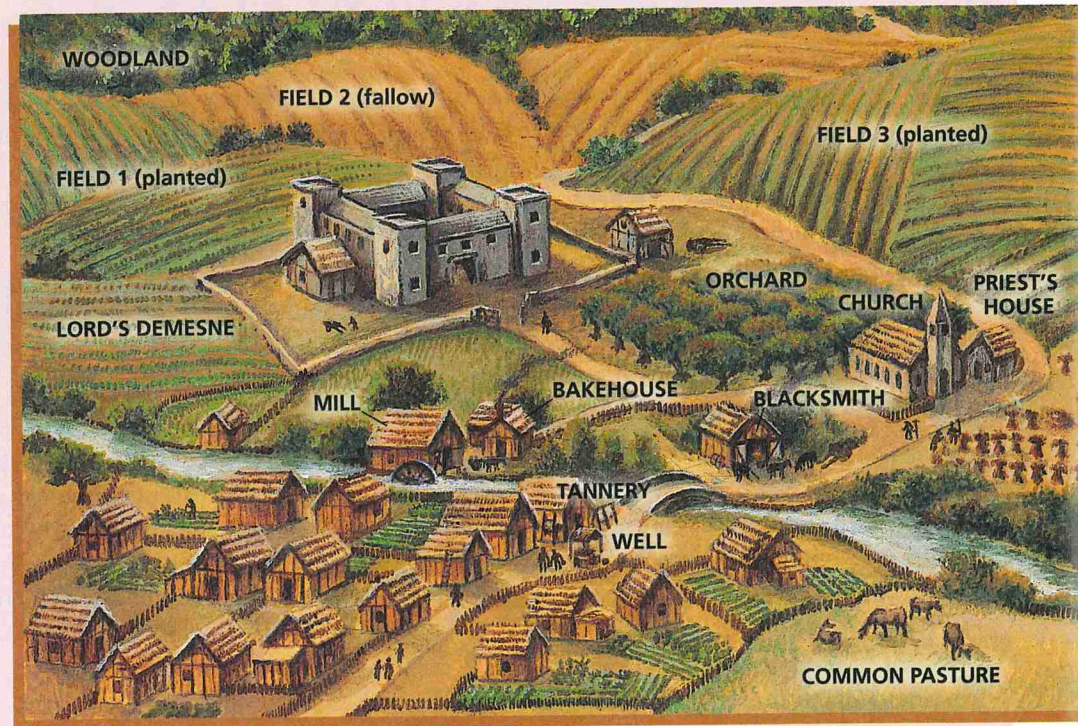 WOODLAND
FIELD 2 (fallow)
FIELD 3 (planted)
FIELD 1 (planted)
ORCHARD
PRIEST'S
HOUSE
CHURCH
LORD'S DEMESNE
BAKEHOUSE
MILL
BLACKSMITH
TANNERY
WELL
COMMON PASTURE